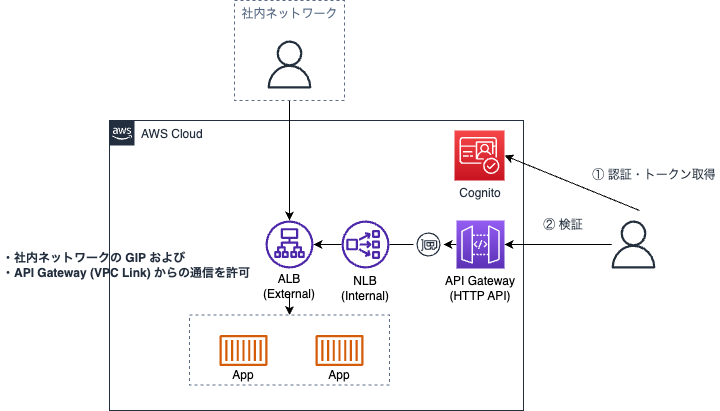 社内ネットワーク
aws
AWS Cloud
Cognito
① 認証・トークン取得
② 検証
・社内ネットワークの GIP および
・API Gateway (VPC Link) からの通信を許可
ALB
(External)
NLB
(Internal)
API Gateway
(HTTP API)
App
App